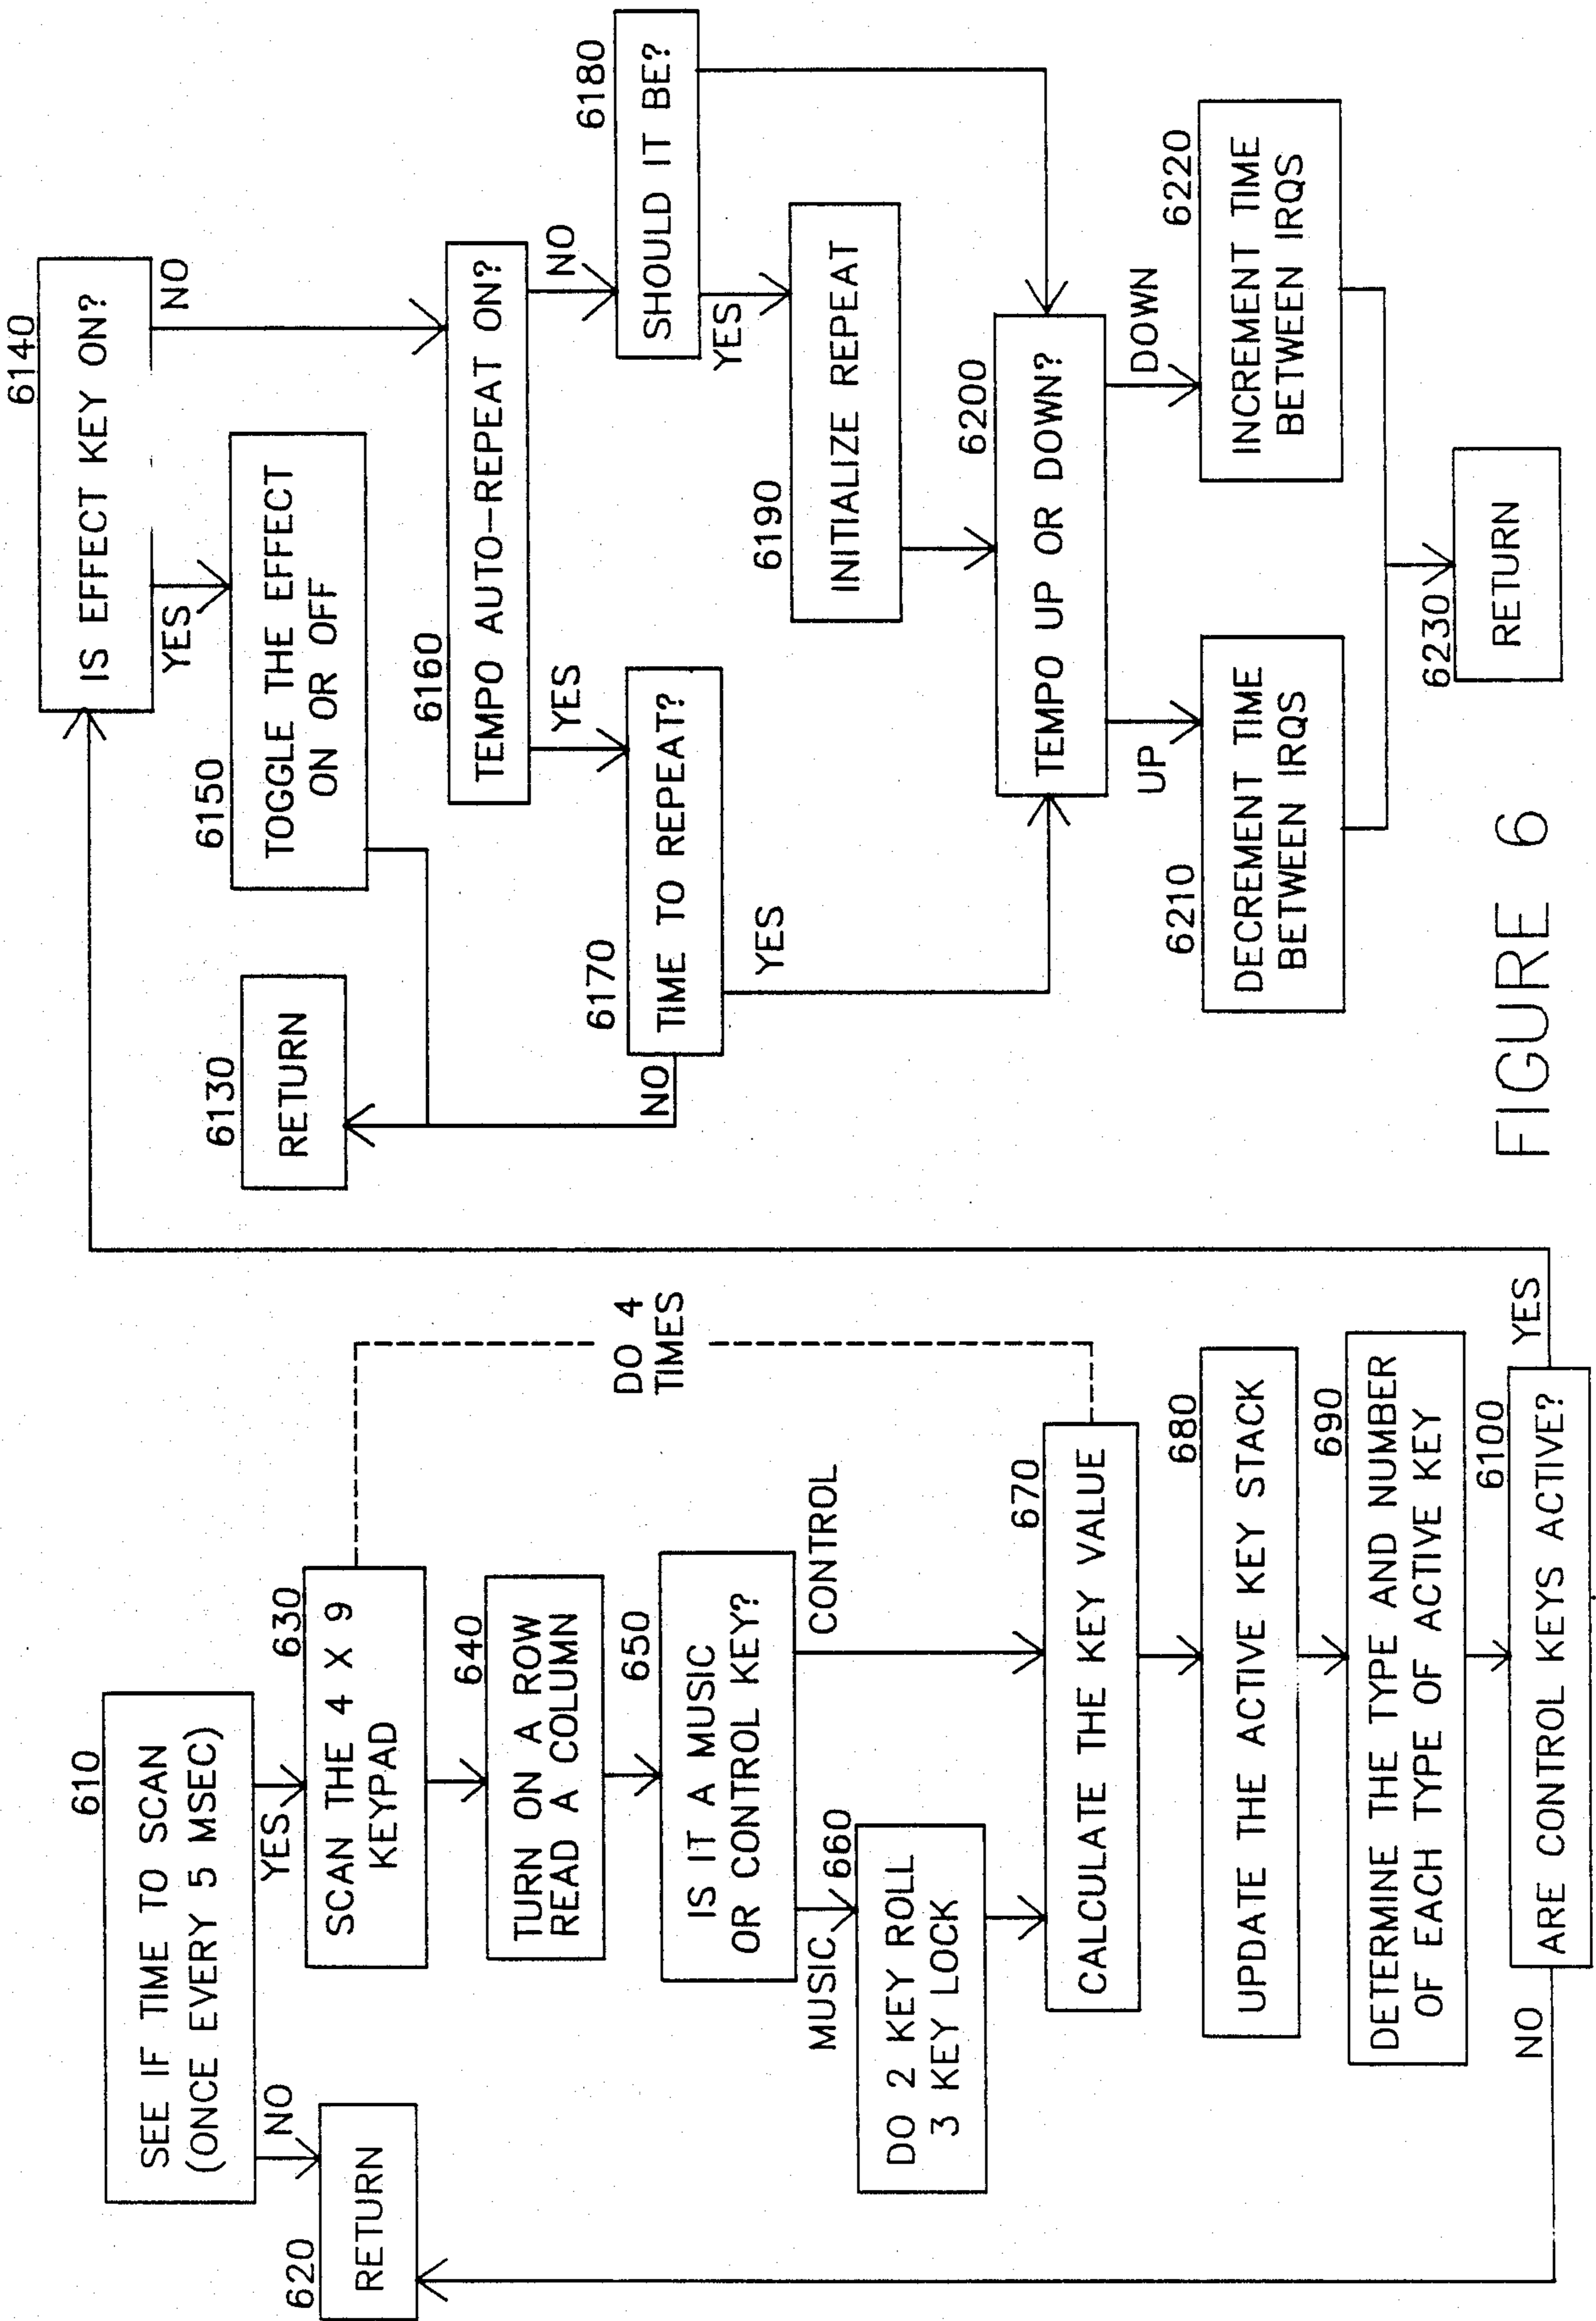 610
SEE IF TIME TO SCAN
(ONCE EVERY 5 MSEC)
NO
YES
620
RETURN
630
SCAN THE 4 X 9
KEYPAD
640
TURN ON A ROW
READ A COLUMN
650
IS IT A MUSIC
OR CONTROL KEY?
MUSIC
CONTROL
660
DO 2 KEY ROLL
3 KEY LOCK
DO 4
TIMES
670
CALCULATE THE KEY VALUE
680
UPDATE THE ACTIVE KEY STACK
690
DETERMINE THE TYPE AND NUMBER
OF EACH TYPE OF ACTIVE KEY
6100
ARE CONTROL KEYS ACTIVE?
NO
YES
6140
IS EFFECT KEY ON?
YES
NO
6150
TOGGLE THE EFFECT
ON OR OFF
6130
RETURN
6160
TEMPO AUTO-REPEAT ON?
YES
NO
6170
TIME TO REPEAT?
NO
YES
6180
SHOULD IT BE?
YES
6190
INITIALIZE REPEAT
6200
TEMPO UP OR DOWN?
UP
DOWN
6210
DECREMENT TIME
BETWEEN IRQS
6220
INCREMENT TIME
BETWEEN IRQS
6230
RETURN
FIGURE 6